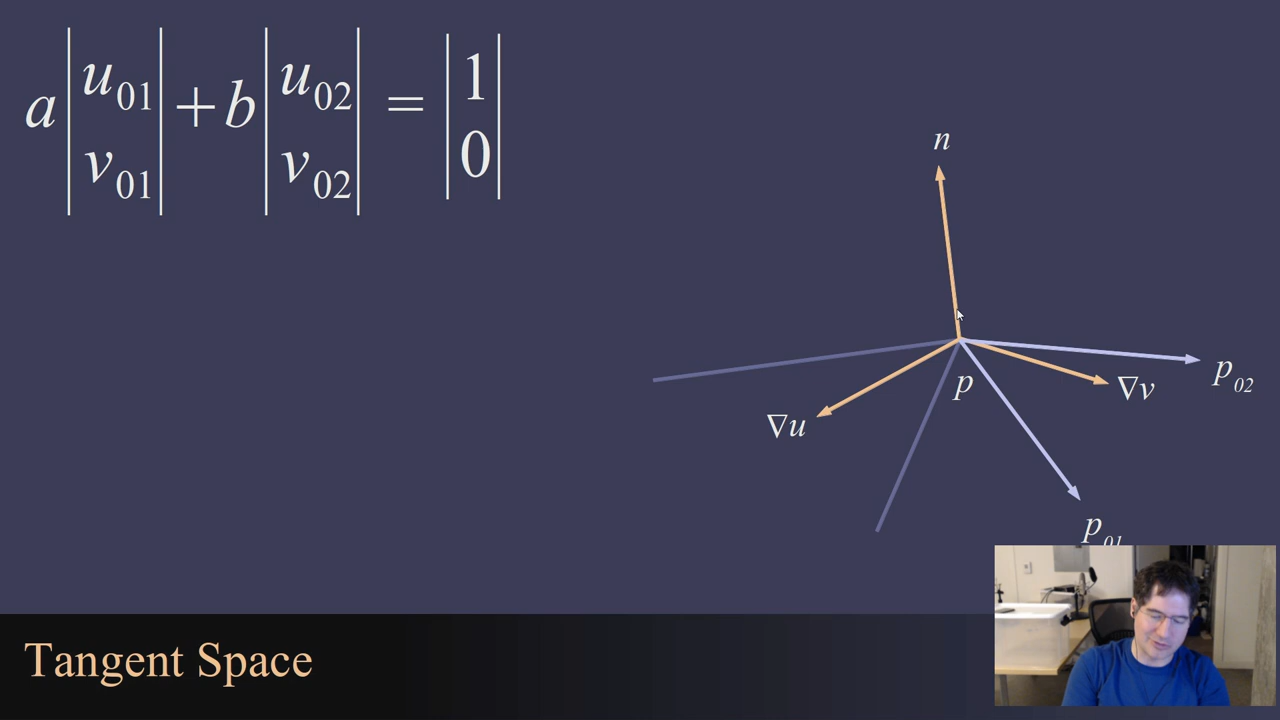 a|u₀₁ v₀₁| + b|u₀₂ v₀₂| = |1 0|
n
p₀₂
∇v
p
∇u
p₀₁
Tangent Space